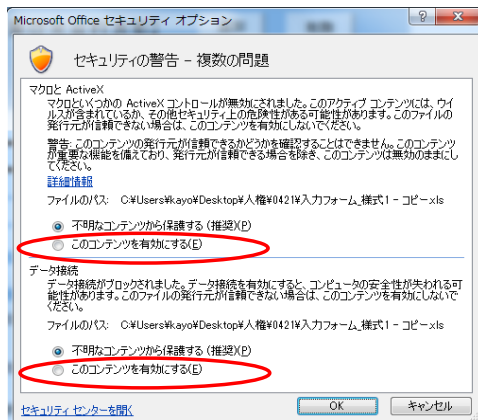 Microsoft Office セキュリティ オプション
セキュリティの警告 - 複数の問題
マクロと ActiveX
マクロといくつかの ActiveX コントロールが無効にされました。このアクティブ コンテンツには、ウイ
ルスが含まれているか、その他セキュリティ上の危険性がある可能性があります。このファイルの
発行元が信頼できない場合は、このコンテンツを有効にしないでください。
警告: このコンテンツの発行元が信頼できるかどうかを確認することはできません。このコンテンツ
が重要な機能を備えており、発行元が信頼できる場合を除き、このコンテンツは無効のままにし
てください。
詳細情報
ファイルのパス: C:¥Users¥kayo¥Desktop¥人権¥0421¥入力フォーム_様式1 - コピー.xls
不明なコンテンツから保護する (推奨)(P)
このコンテンツを有効にする(E)
データ接続
データ接続がブロックされました。データ接続を有効にすると、コンピュータの安全性が失われる可
能性があります。このファイルの発行元が信頼できない場合は、このコンテンツを有効にしないで
ください。
ファイルのパス: C:¥Users¥kayo¥Desktop¥人権¥0421¥入力フォーム_様式1 - コピー.xls
不明なコンテンツから保護する (推奨)(P)
このコンテンツを有効にする(E)
セキュリティ センターを開く
OK
キャンセル